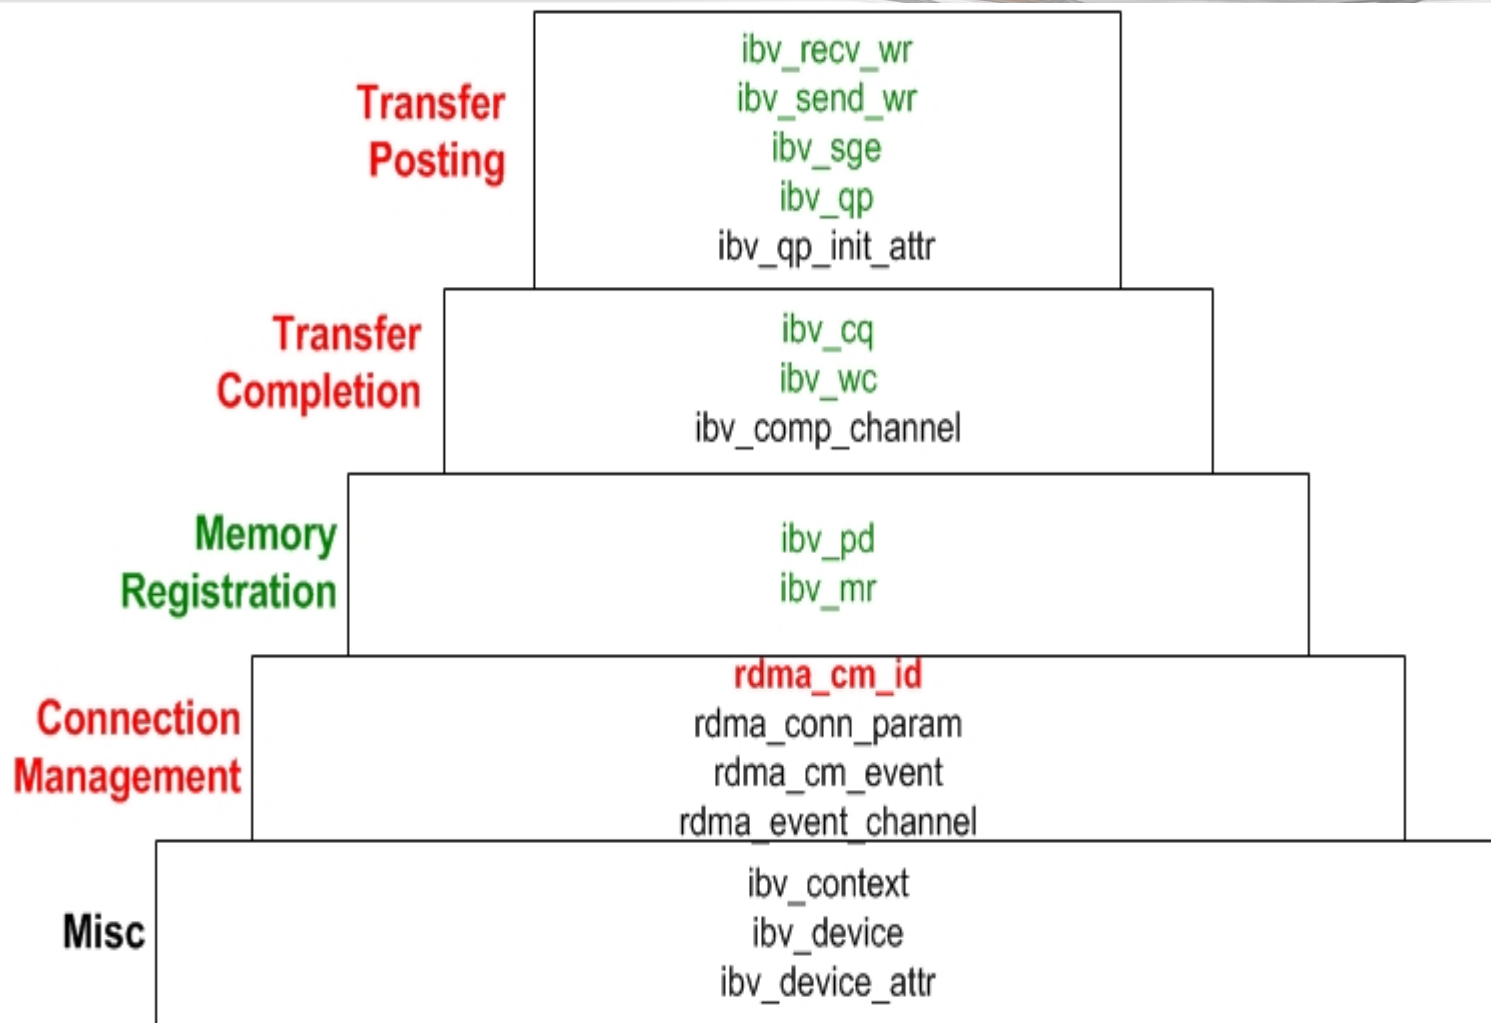 Transfer
Posting
ibv_recv_wr
ibv_send_wr
ibv_sge
ibv_qp
ibv_qp_init_attr
Transfer
Completion
ibv_cq
ibv_wc
ibv_comp_channel
Memory
Registration
ibv_pd
ibv_mr
Connection
Management
rdma_cm_id
rdma_conn_param
rdma_cm_event
rdma_event_channel
Misc
ibv_context
ibv_device
ibv_device_attr